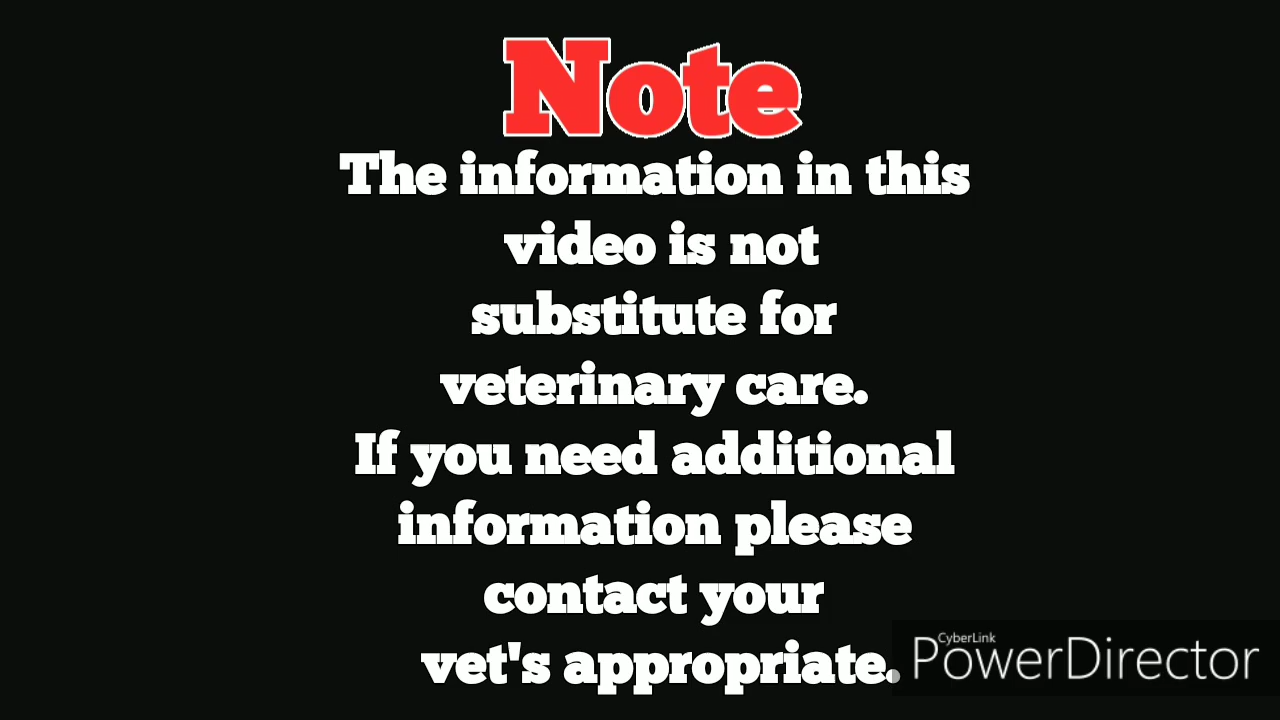 Note
The information in this
video is not
substitute for
veterinary care.
If you need additional
information please
contact your
vet's appropriate.
CyberLink
PowerDirector